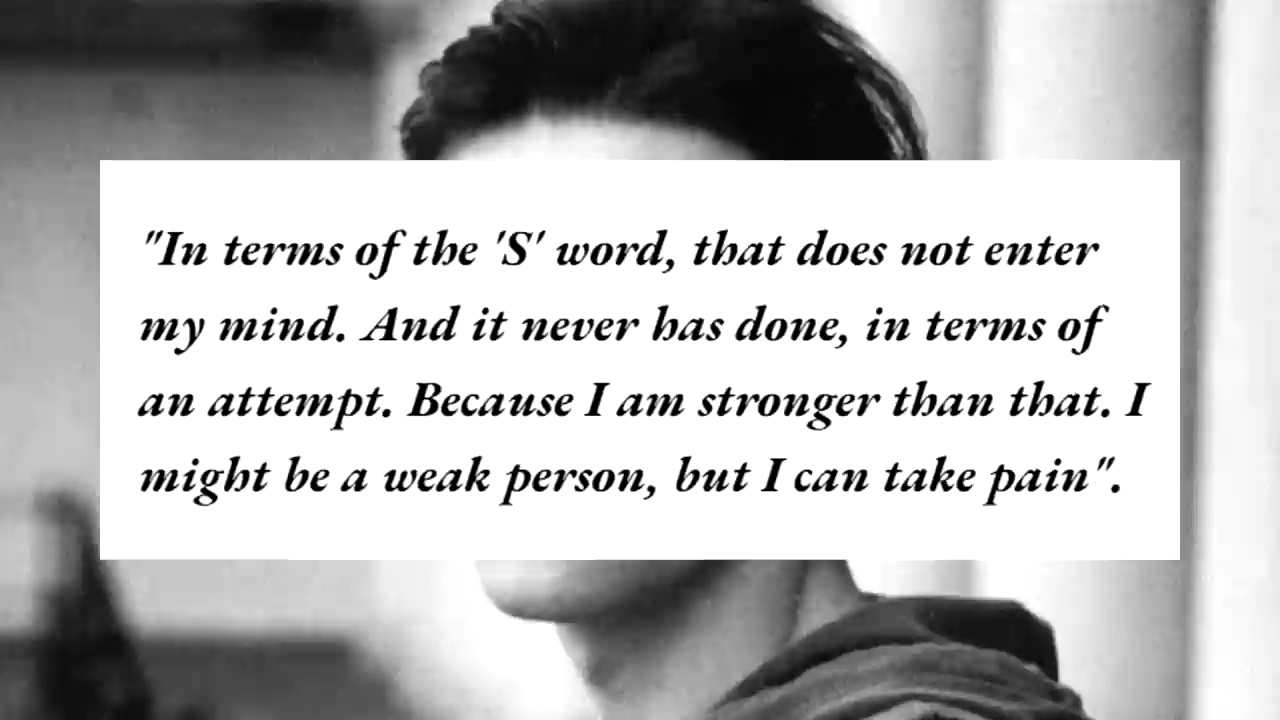 "In terms of the 'S' word, that does not enter
my mind. And it never has done, in terms of
an attempt. Because I am stronger than that. I
might be a weak person, but I can take pain".